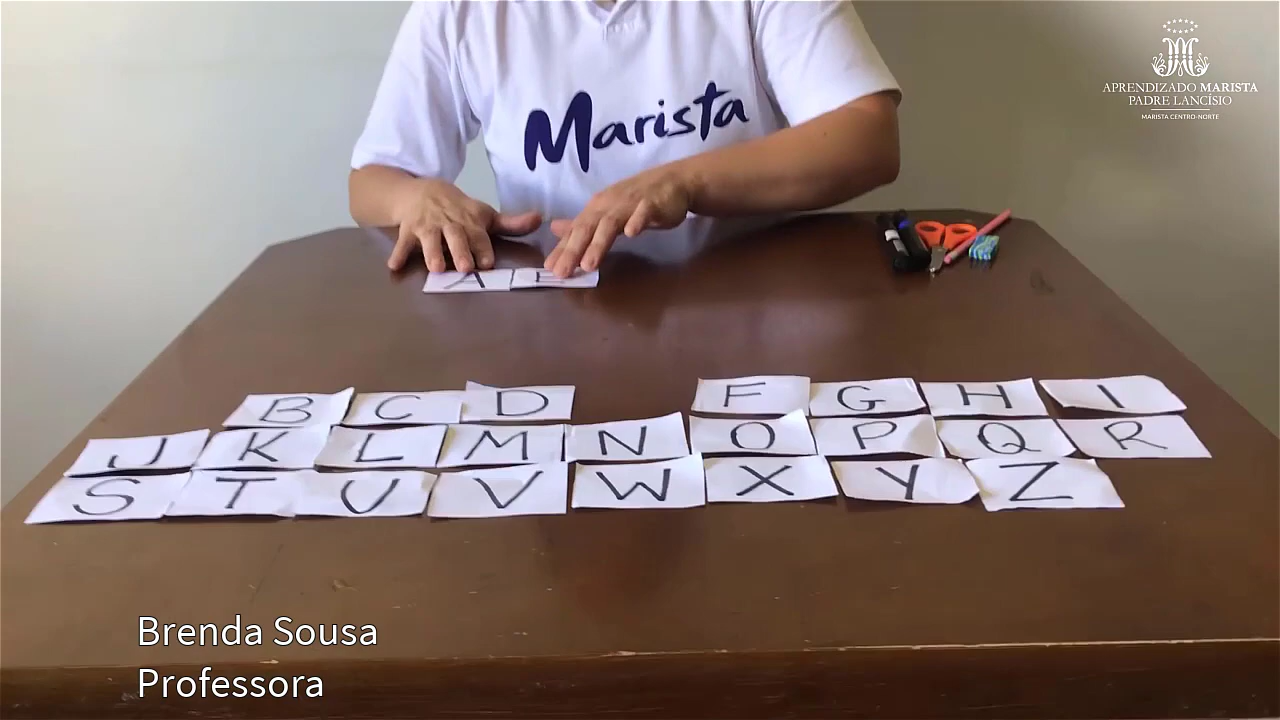 APRENDIZADO MARISTA
PADRE LANCÍSIO
MARISTA CENTRO-NORTE
Marista
A E
B C D F G H I
J K L M N O P Q R
S T U V W X Y Z
Brenda Sousa
Professora